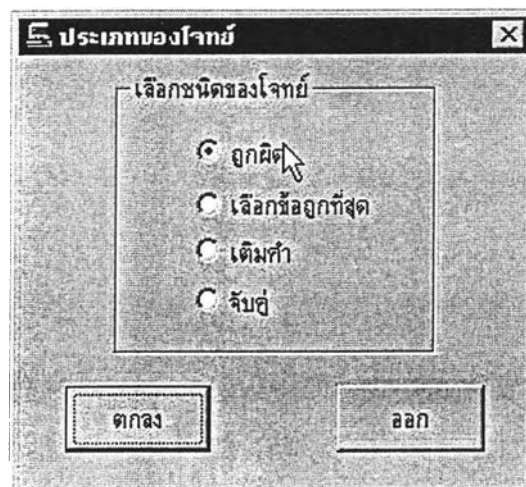 ประเภทของโจทย์
เลือกชนิดของโจทย์
ถูกผิด
เลือกข้อถูกที่สุด
เติมคำ
จับคู่
ตกลง
ออก